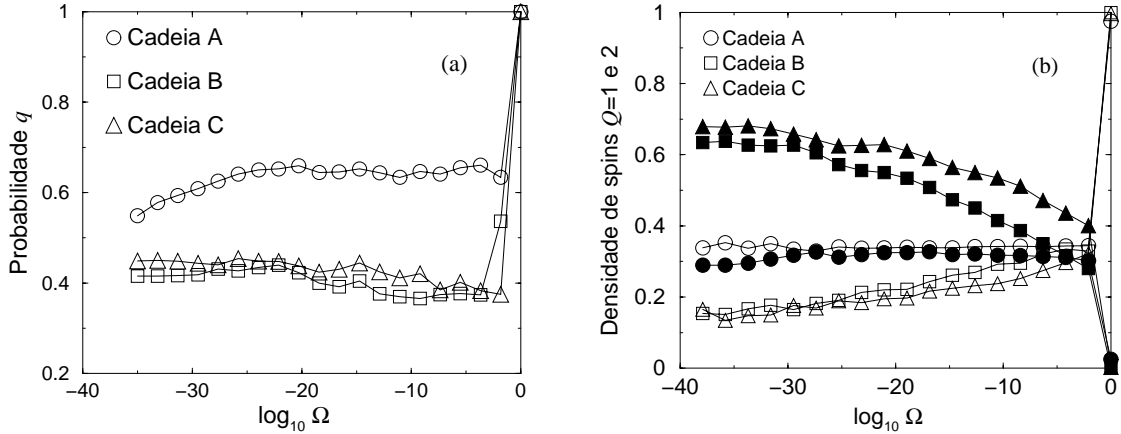 Probabilidade q
1
0.8
0.6
0.4
0.2
−40
−30
−20
−10
0
log10 Ω
Cadeia A
Cadeia B
Cadeia C
(a)
Densidade de spins Q=1 e 2
1
0.8
0.6
0.4
0.2
0
−40
−30
−20
−10
0
log10 Ω
Cadeia A
Cadeia B
Cadeia C
(b)